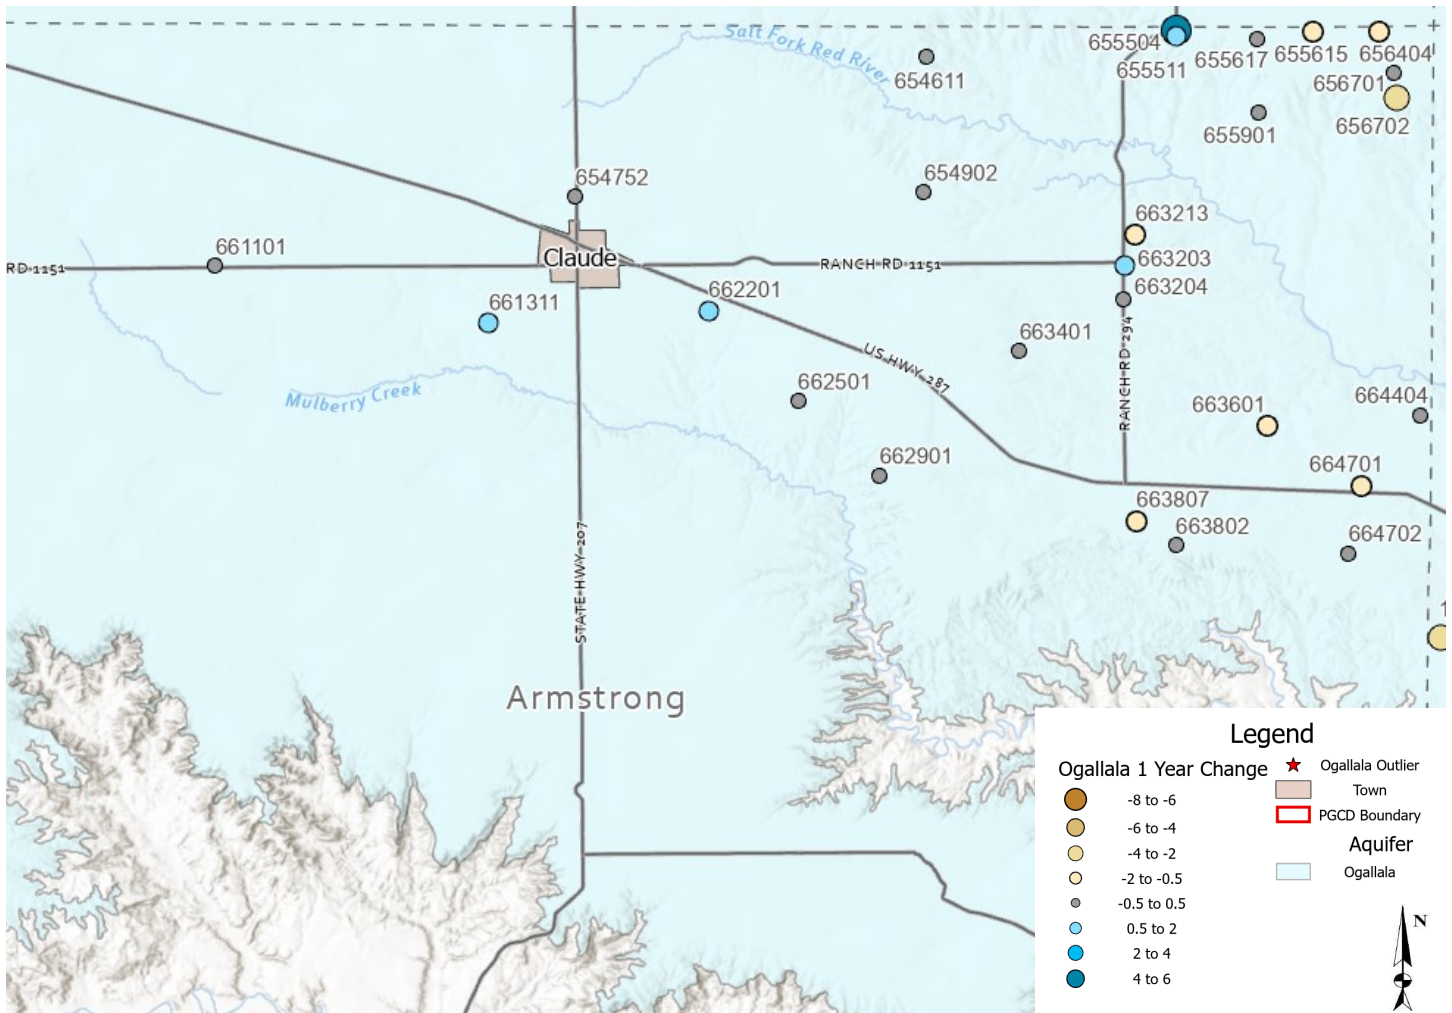 Salt Fork Red River
655504
655511
655617
655615
656404
654611
656701
656702
655901
654752
654902
663213
661101
RD 1151
Claude
RANCH RD 1151
663203
663204
661311
662201
663401
US HWY 287
RANCH RD 294
Mulberry Creek
662501
664404
663601
662901
664701
663807
663802
664702
STATE HWY 207
1
Armstrong
Legend
Ogallala 1 Year Change
-8 to -6
-6 to -4
-4 to -2
-2 to -0.5
-0.5 to 0.5
0.5 to 2
2 to 4
4 to 6
Ogallala Outlier
Town
PGCD Boundary
Aquifer
Ogallala
N